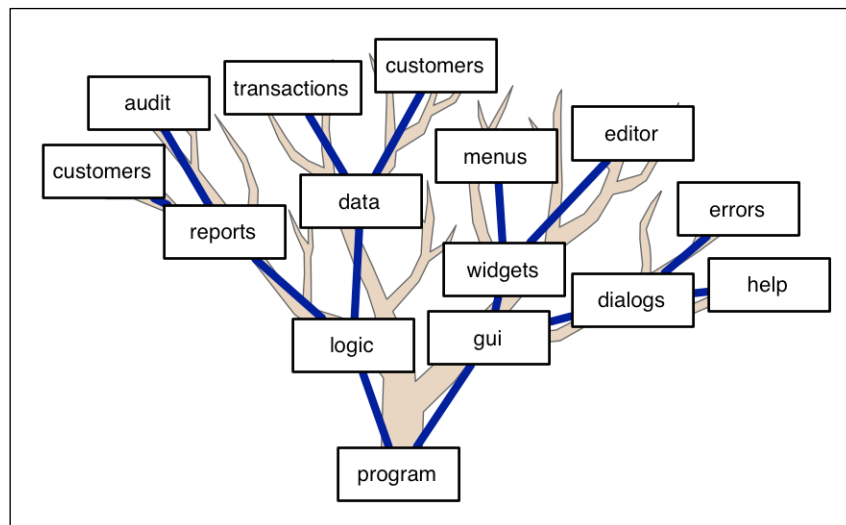 customers
transactions
audit
editor
menus
customers
data
errors
reports
widgets
help
dialogs
logic
gui
program